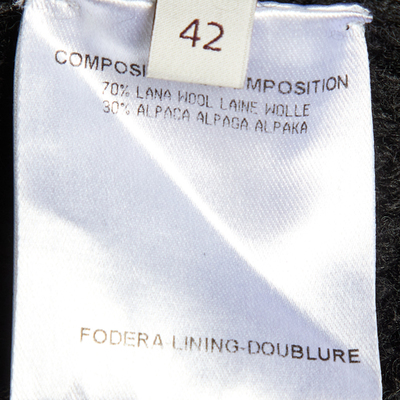 42
COMPOSI MPOSITION
70% LANA WOOL LAINE WOLLE
30% ALPACA ALPAGA ALPAKA
FODERA-LINING-DOUBLURE